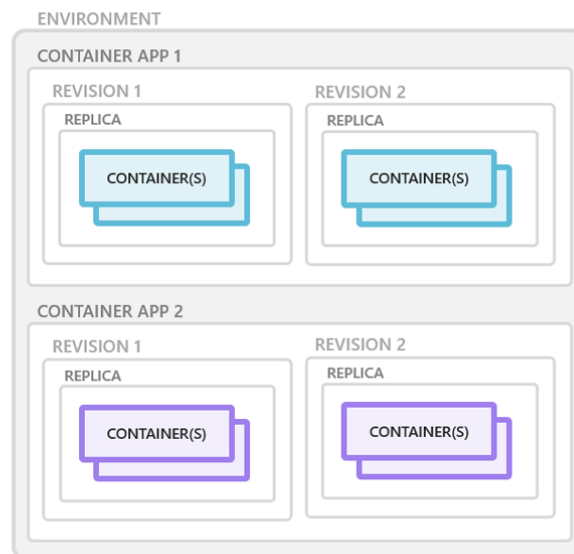 ENVIRONMENT
CONTAINER APP 1
REVISION 1
REVISION 2
REPLICA
REPLICA
CONTAINER(S)
CONTAINER(S)
CONTAINER APP 2
REVISION 1
REVISION 2
REPLICA
REPLICA
CONTAINER(S)
CONTAINER(S)